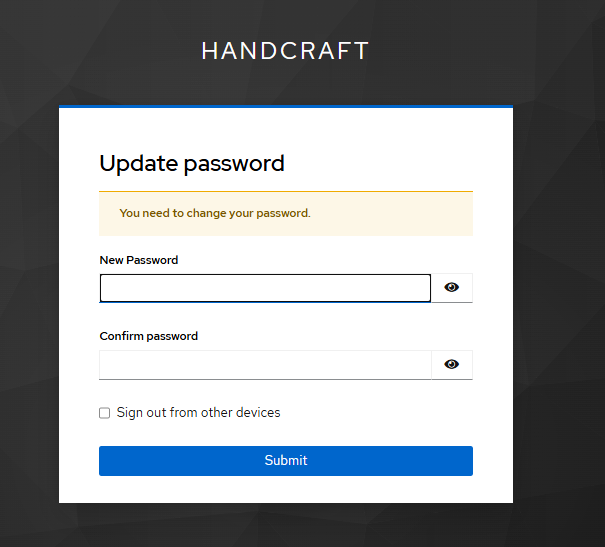 HANDCRAFT
Update password
You need to change your password.
New Password
Confirm password
Sign out from other devices
Submit